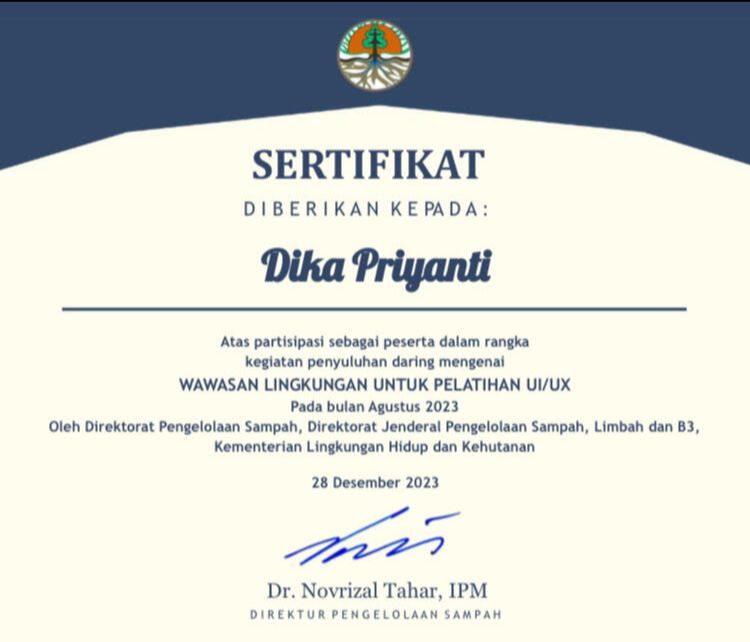 SERTIFIKAT
DIBERIKAN KEPADA:
Dika Priyanti
Atas partisipasi sebagai peserta dalam rangka
kegiatan penyuluhan daring mengenai
WAWASAN LINGKUNGAN UNTUK PELATIHAN UI/UX
Pada bulan Agustus 2023
Oleh Direktorat Pengelolaan Sampah, Direktorat Jenderal Pengelolaan Sampah, Limbah dan B3,
Kementerian Lingkungan Hidup dan Kehutanan
28 Desember 2023
Dr. Novrizal Tahar, IPM
DIREKTUR PENGELOLAAN SAMPAH